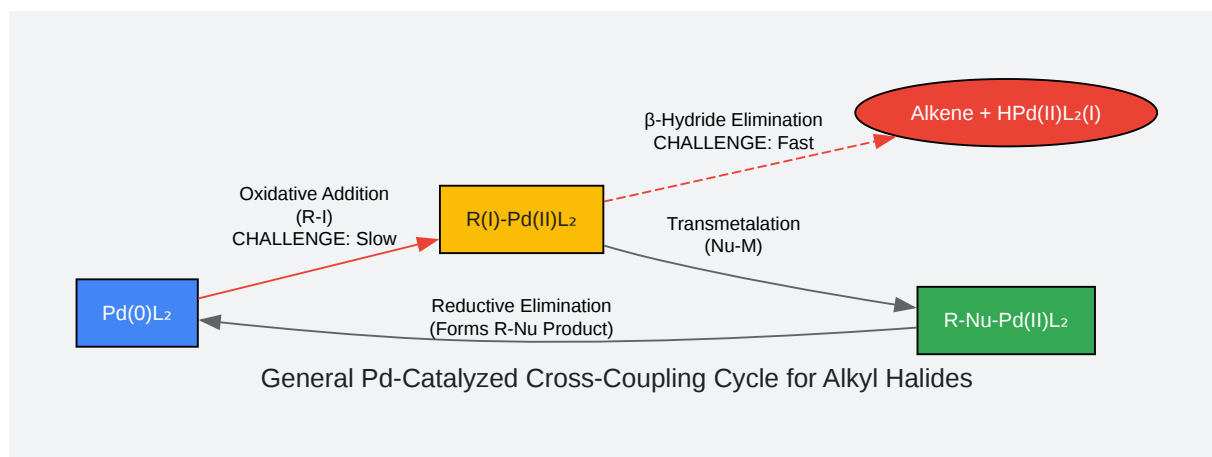 β-Hydride Elimination
CHALLENGE: Fast
Alkene + HPd(II)L₂(I)
Oxidative Addition
(R-I)
CHALLENGE: Slow
R(I)-Pd(II)L₂
Transmetalation
(Nu-M)
Pd(0)L₂
Reductive Elimination
(Forms R-Nu Product)
R-Nu-Pd(II)L₂
General Pd-Catalyzed Cross-Coupling Cycle for Alkyl Halides